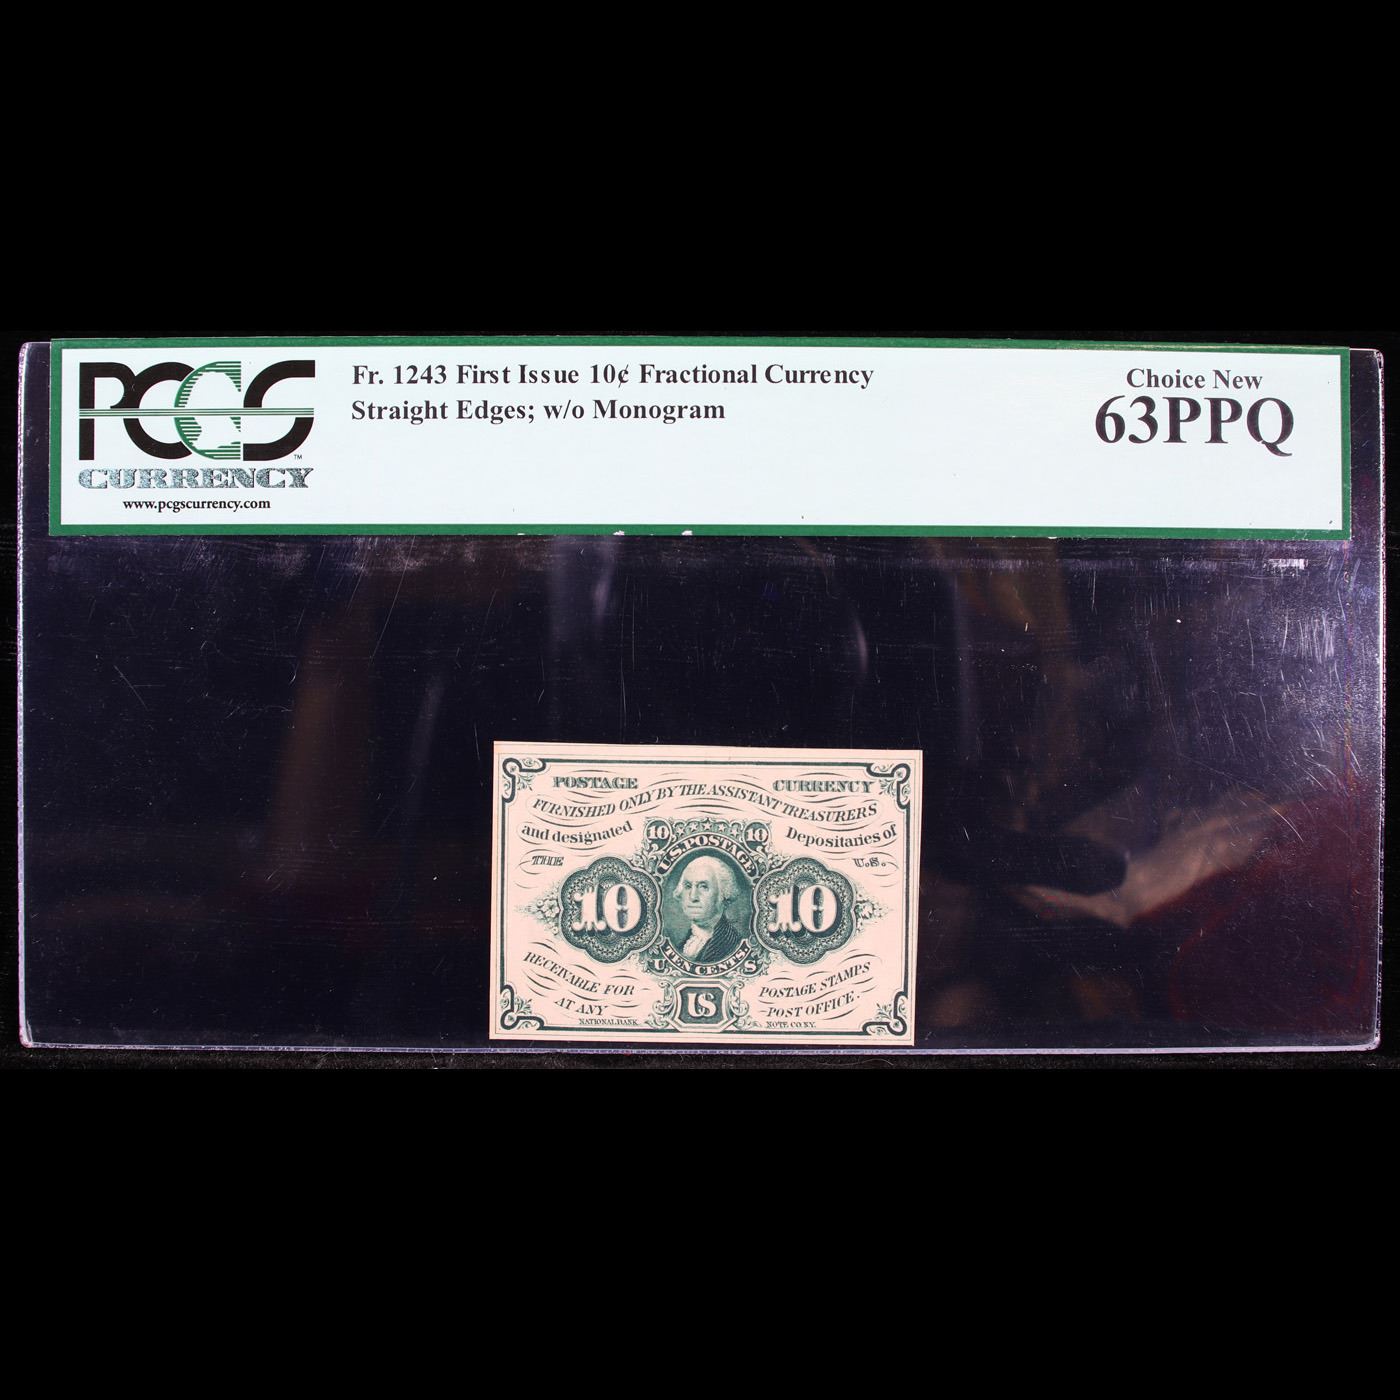 PCGS
TM
CURRENCY
www.pcgscurrency.com
Fr. 1243 First Issue 10¢ Fractional Currency
Straight Edges; w/o Monogram
Choice New
63PPQ
POSTAGE CURRENCY
FURNISHED ONLY BY THE ASSISTANT TREASURERS
and designated Depositaries of
THE U.S.
10 10
U.S. POSTAGE
10 10
TEN CENTS
U S
RECEIVABLE FOR POSTAGE STAMPS
AT ANY POST OFFICE.
US
NATIONAL BANK NOTE CO. N.Y.